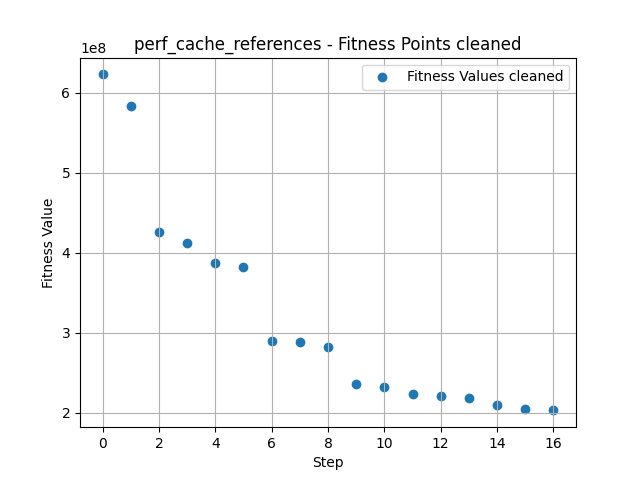 perf_cache_references - Fitness Points cleaned
1e8
Fitness Values cleaned
6
5
4
3
2
Fitness Value
0 2 4 6 8 10 12 14 16
Step